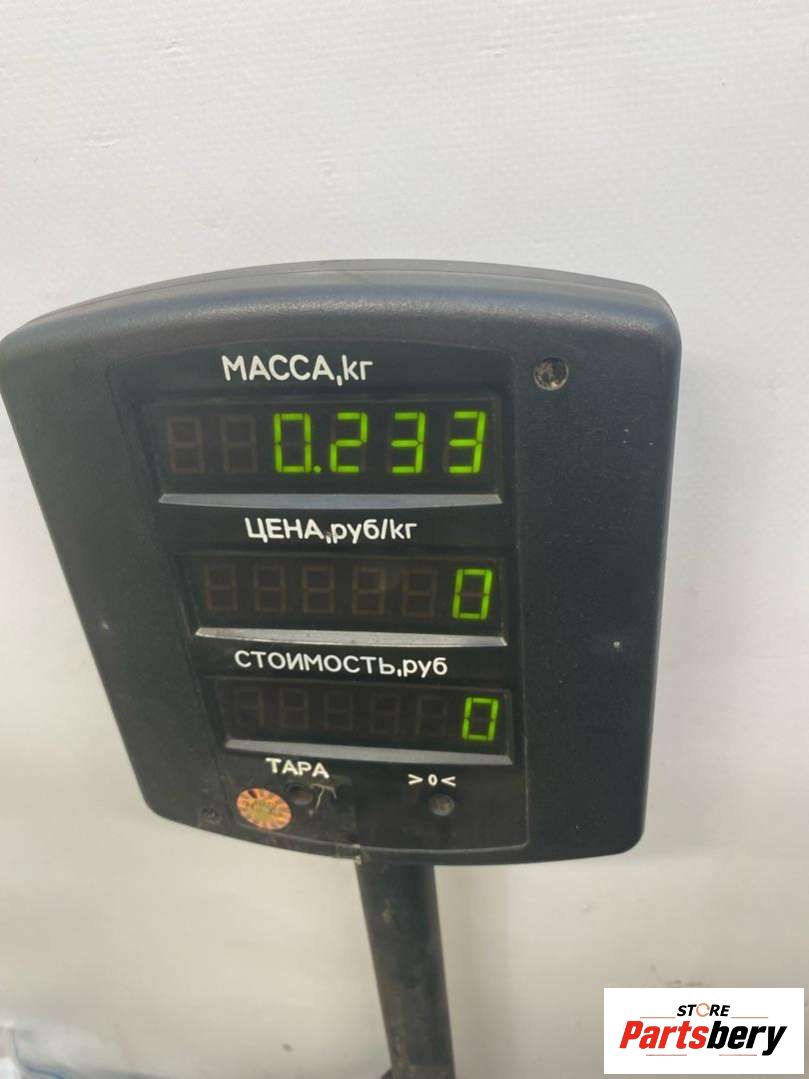 МАССА,кг
0.233
ЦЕНА,руб/кг
0
СТОИМОСТЬ,руб
0
ТАРА
>0<
STORE
Partsbery